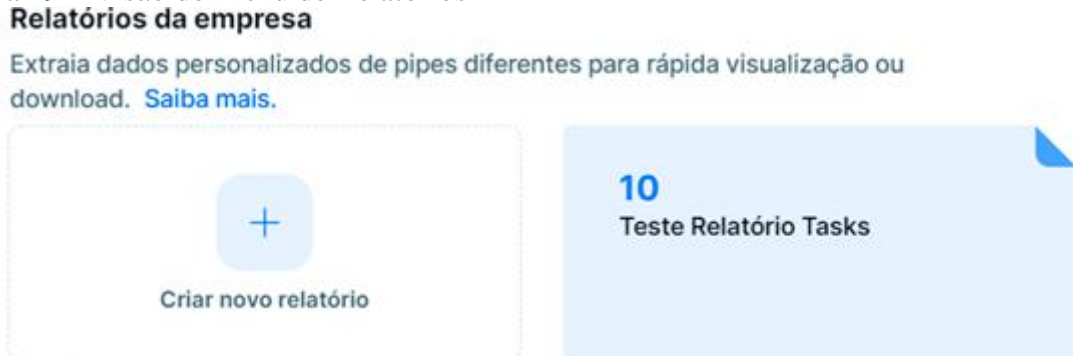 Relatórios da empresa
Extraia dados personalizados de pipes diferentes para rápida visualização ou
download. Saiba mais.
10
Teste Relatório Tasks
Criar novo relatório